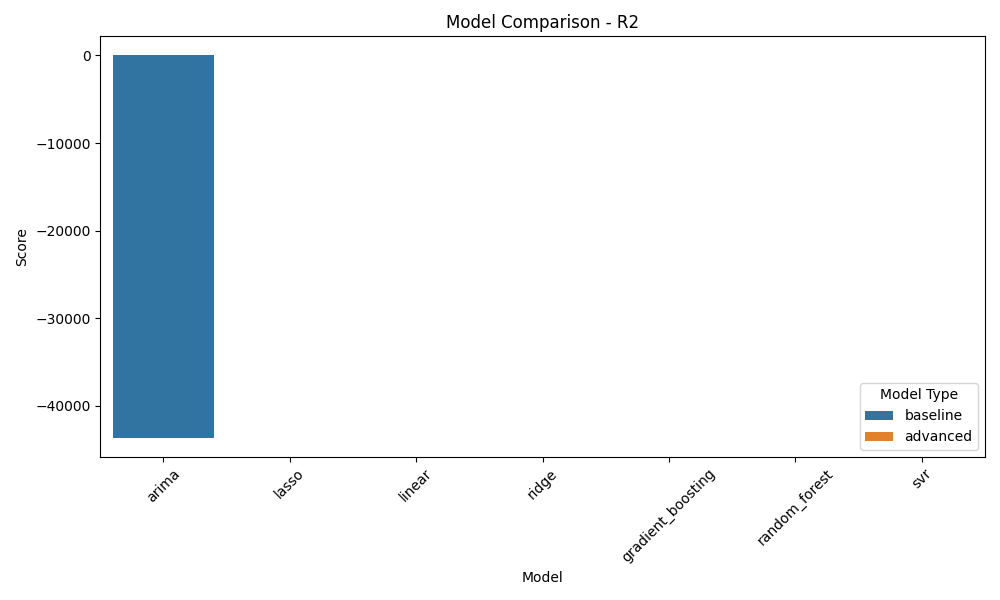 Model Comparison - R2
Score
0
−10000
−20000
−30000
−40000
Model Type
baseline
advanced
arima
lasso
linear
ridge
gradient_boosting
random_forest
svr
Model